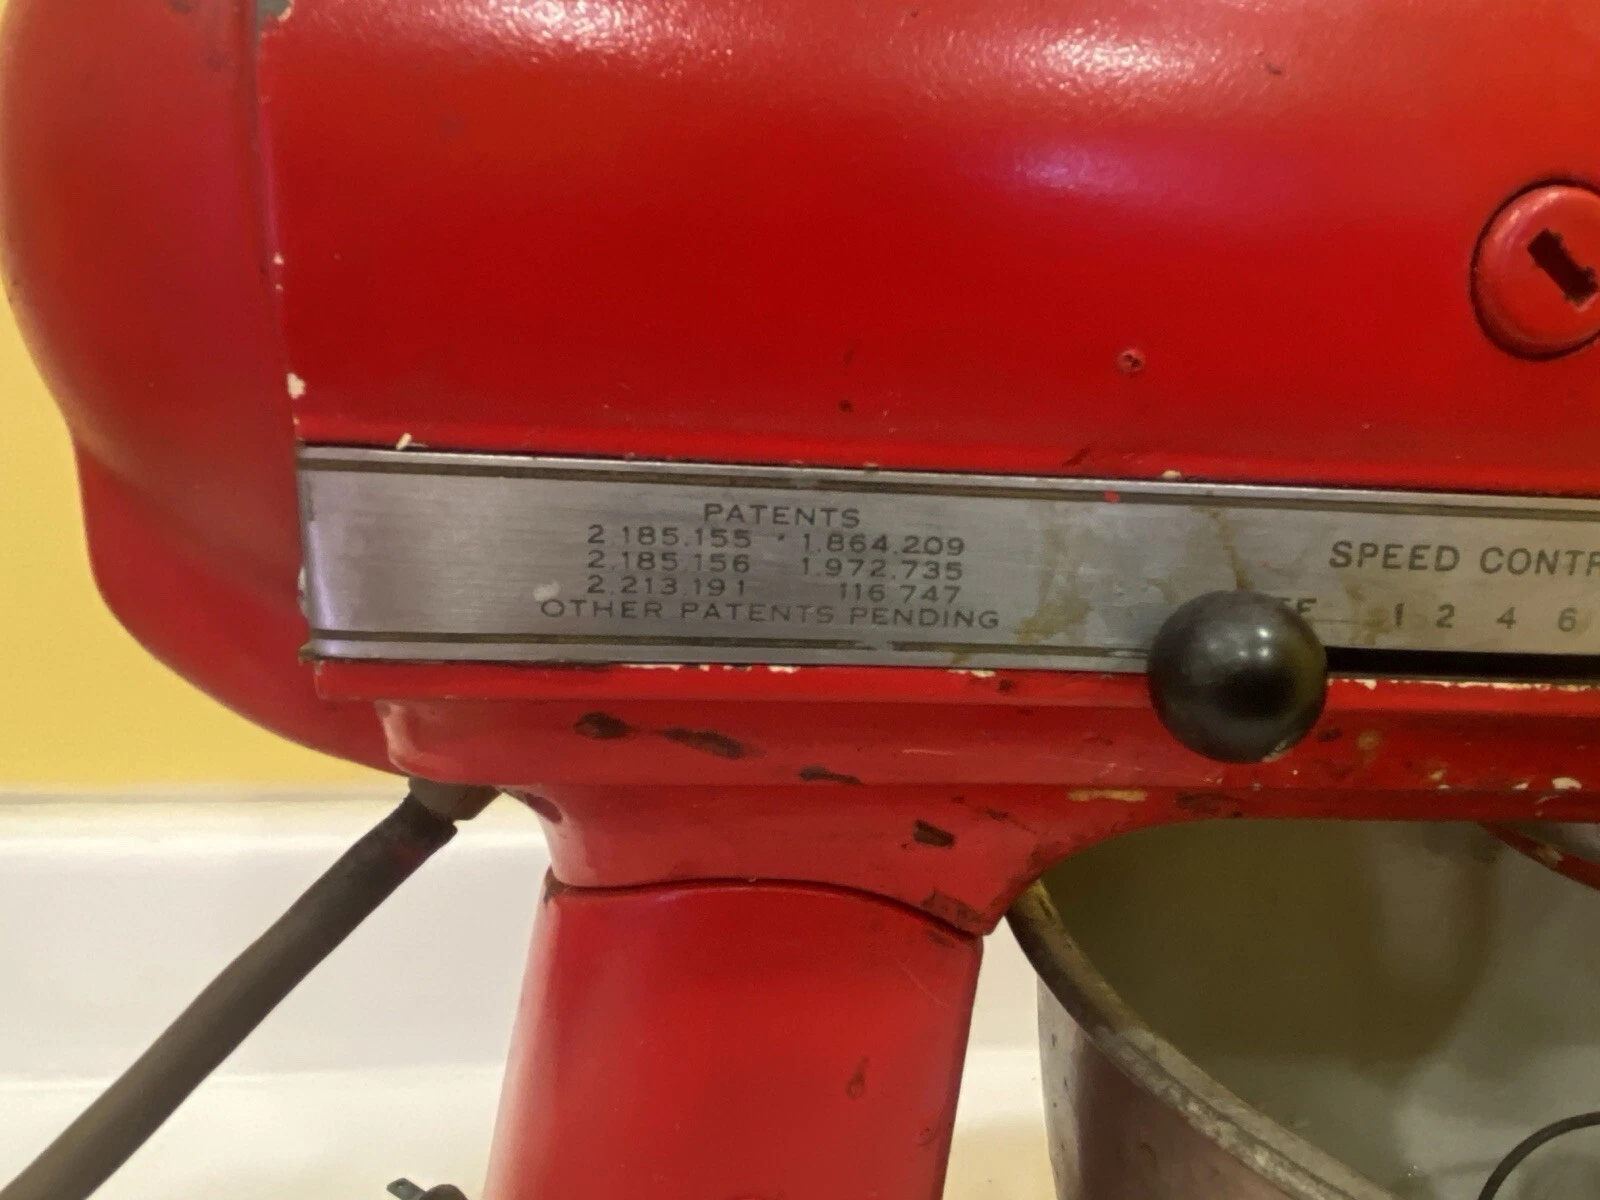 PATENTS
2.185.155 1.864.209
2.185.156 1.972.735
2.213.191 116.747
OTHER PATENTS PENDING
SPEED CONTR
1 2 4 6